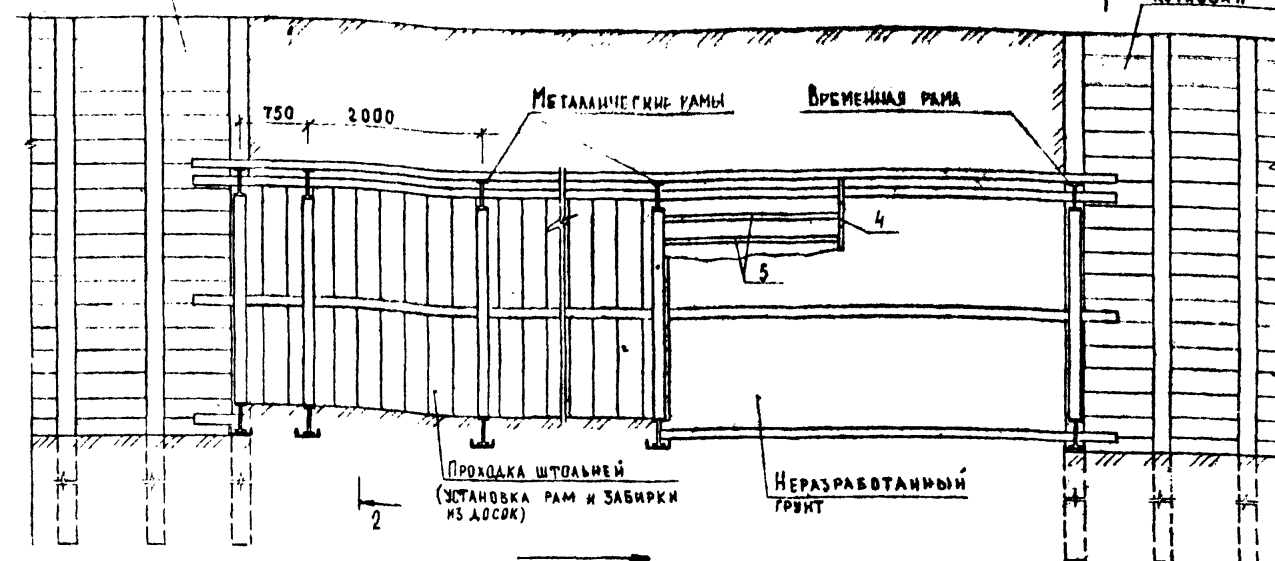 750
2000
МЕТАЛЛИЧЕСКИЕ РАМЫ
ВРЕМЕННАЯ РАМА
4
5
ПРОХОДКА ШТОЛЬНЕЙ
(УСТАНОВКА РАМ И ЗАБИРКИ
ИЗ ДОСОК)
2
НЕРАЗРАБОТАННЫЙ
ГРУНТ